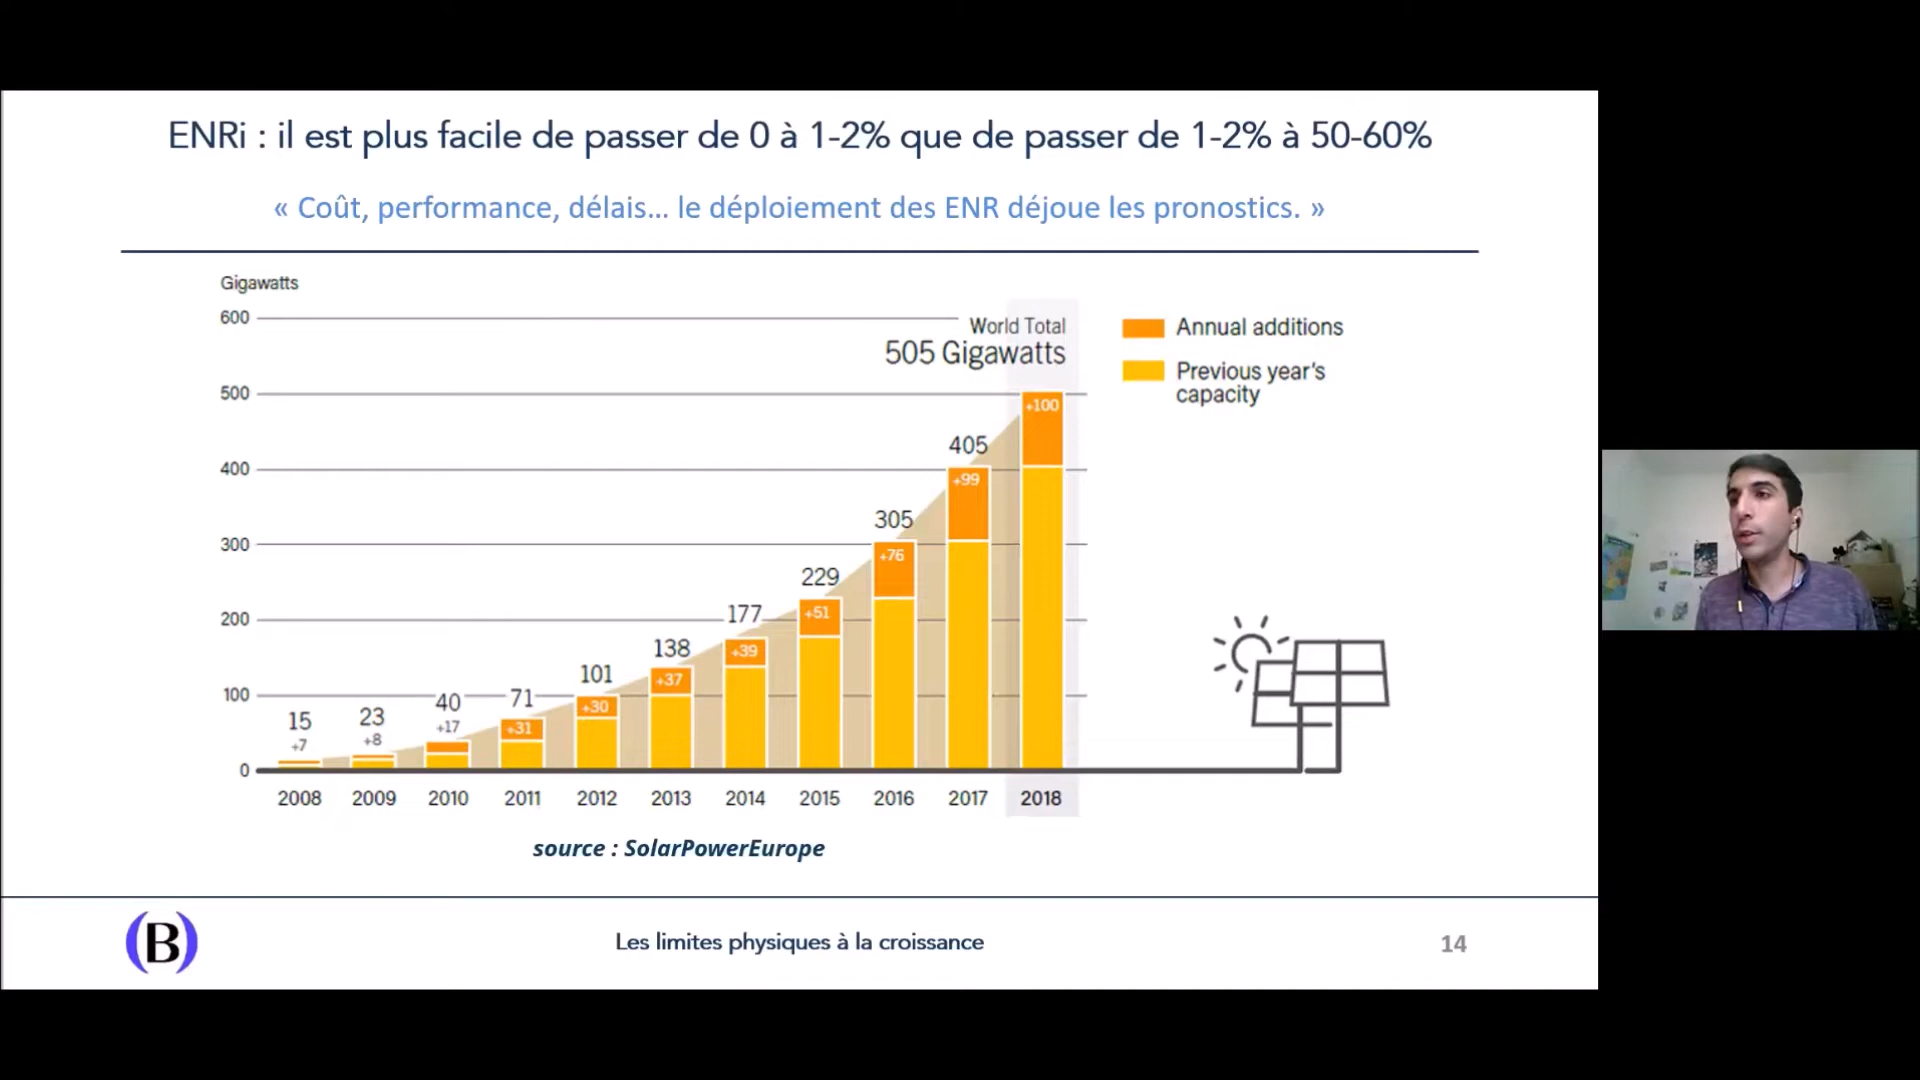 ENRi : il est plus facile de passer de 0 à 1-2% que de passer de 1-2% à 50-60%
« Coût, performance, délais... le déploiement des ENR déjoue les pronostics. »
Gigawatts
600
500
400
300
200
100
0
World Total
505 Gigawatts
Annual additions
Previous year's
capacity
15
+7
23
+8
40
+17
71
+31
101
+30
138
+37
177
+39
229
+51
305
+76
405
+99
+100
2008 2009 2010 2011 2012 2013 2014 2015 2016 2017 2018
source : SolarPowerEurope
(B)
Les limites physiques à la croissance
14